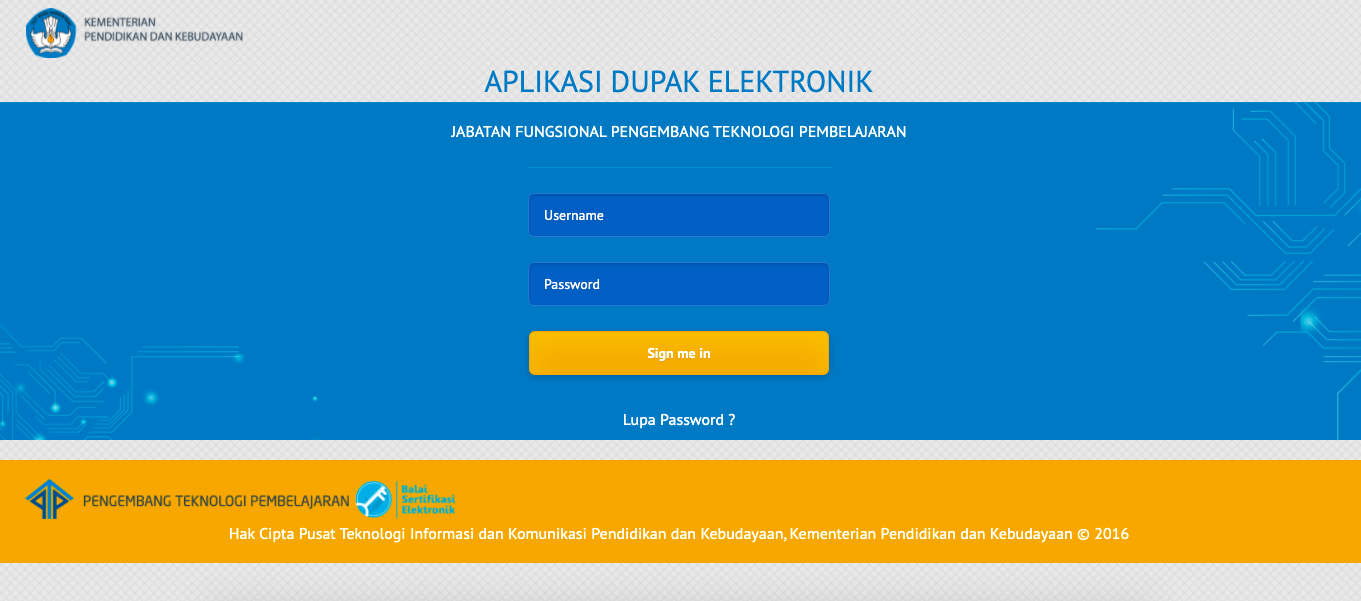 KEMENTERIAN
PENDIDIKAN DAN KEBUDAYAAN
APLIKASI DUPAK ELEKTRONIK
JABATAN FUNGSIONAL PENGEMBANG TEKNOLOGI PEMBELAJARAN
Username
Password
Sign me in
Lupa Password ?
PENGEMBANG TEKNOLOGI PEMBELAJARAN
Balai
Sertifikasi
Elektronik
Hak Cipta Pusat Teknologi Informasi dan Komunikasi Pendidikan dan Kebudayaan, Kementerian Pendidikan dan Kebudayaan © 2016